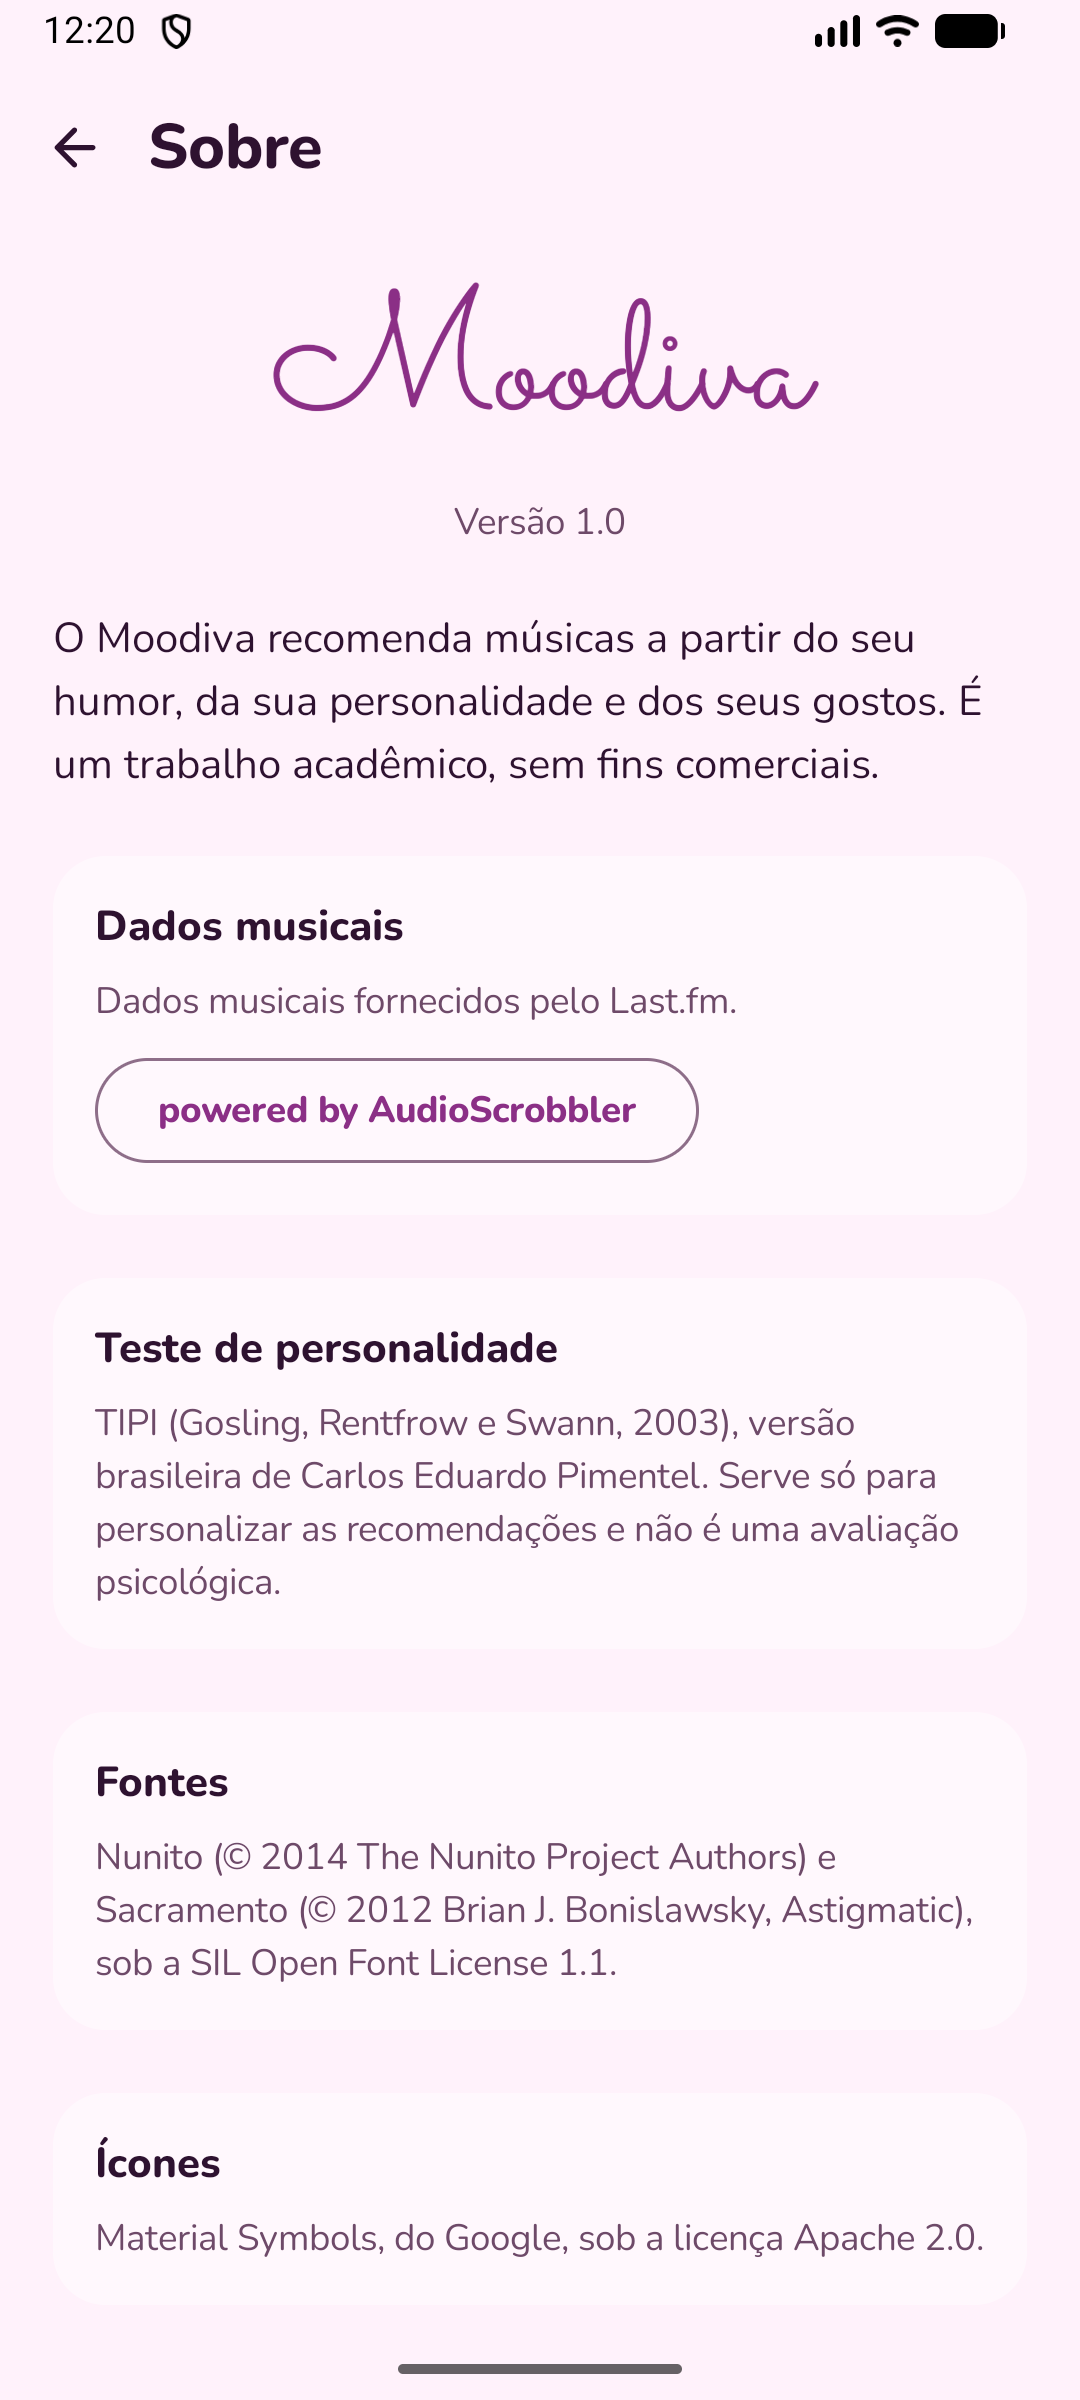 12:20
Sobre
Moodiva
Versão 1.0
O Moodiva recomenda músicas a partir do seu
humor, da sua personalidade e dos seus gostos. É
um trabalho acadêmico, sem fins comerciais.
Dados musicais
Dados musicais fornecidos pelo Last.fm.
powered by AudioScrobbler
Teste de personalidade
TIPI (Gosling, Rentfrow e Swann, 2003), versão
brasileira de Carlos Eduardo Pimentel. Serve só para
personalizar as recomendações e não é uma avaliação
psicológica.
Fontes
Nunito (© 2014 The Nunito Project Authors) e
Sacramento (© 2012 Brian J. Bonislawsky, Astigmatic),
sob a SIL Open Font License 1.1.
Ícones
Material Symbols, do Google, sob a licença Apache 2.0.